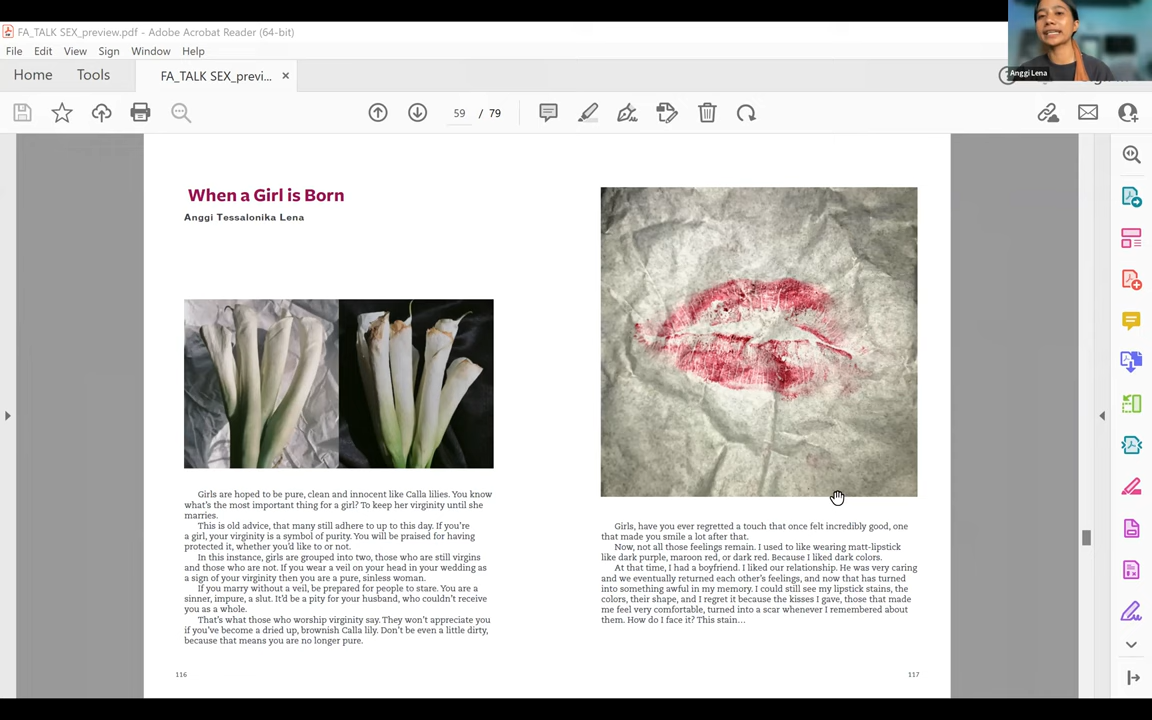 FA_TALK SEX_preview.pdf - Adobe Acrobat Reader (64-bit)
File Edit View Sign Window Help
Home Tools FA_TALK SEX_previ... ×
59 / 79
Anggi Lena
When a Girl is Born
Anggi Tessalonika Lena
Girls are hoped to be pure, clean and innocent like Calla lilies. You know
what's the most important thing for a girl? To keep her virginity until she
marries.
This is old advice, that many still adhere to up to this day. If you're
a girl, your virginity is a symbol of purity. You will be praised for having
protected it, whether you'd like to or not.
In this instance, girls are grouped into two, those who are still virgins
and those who are not. If you wear a veil on your head in your wedding as
a sign of your virginity then you are a pure, sinless woman.
If you marry without a veil, be prepared for people to stare. You are a
sinner, impure, a slut. It'd be a pity for your husband, who couldn't receive
you as a whole.
That's what those who worship virginity say. They won't appreciate you
if you've become a dried up, brownish Calla lily. Don't be even a little dirty,
because that means you are no longer pure.
116
Girls, have you ever regretted a touch that once felt incredibly good, one
that made you smile a lot after that.
Now, not all those feelings remain. I used to like wearing matt-lipstick
like dark purple, maroon red, or dark red. Because I liked dark colors.
At that time, I had a boyfriend. I liked our relationship. He was very caring
and we eventually returned each other's feelings, and now that has turned
into something awful in my memory. I could still see my lipstick stains, the
colors, their shape, and I regret it because the kisses I gave, those that made
me feel very comfortable, turned into a scar whenever I remembered about
them. How do I face it? This stain...
117